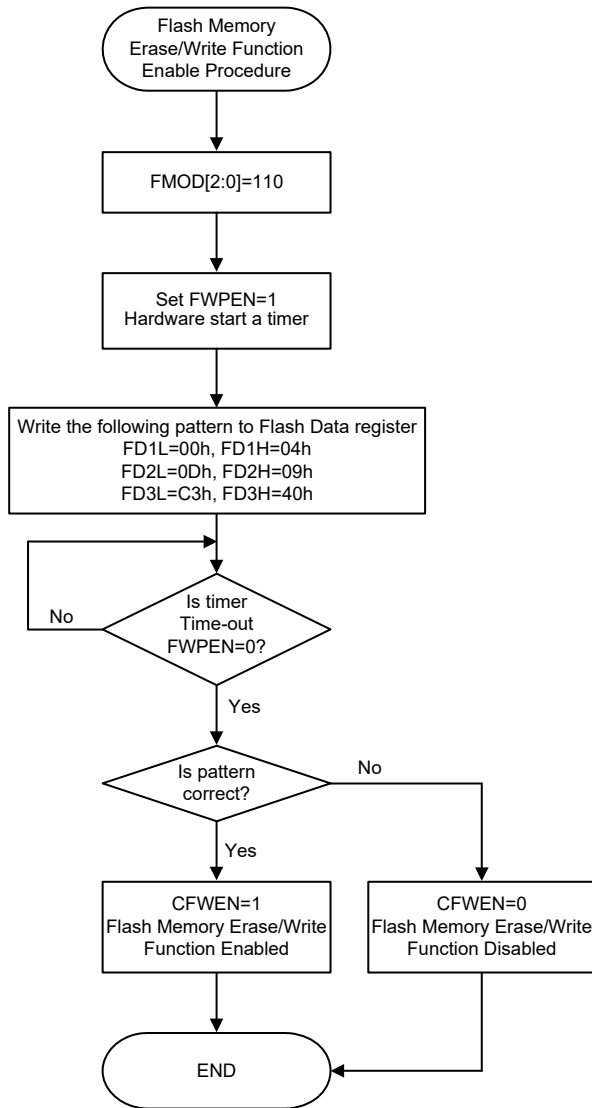 Flash Memory
Erase/Write Function
Enable Procedure
FMOD[2:0]=110
Set FWPEN=1
Hardware start a timer
Write the following pattern to Flash Data register
FD1L=00h, FD1H=04h
FD2L=0Dh, FD2H=09h
FD3L=C3h, FD3H=40h
No
Is timer
Time-out
FWPEN=0?
Yes
Is pattern
correct?
No
Yes
CFWEN=1
Flash Memory Erase/Write
Function Enabled
CFWEN=0
Flash Memory Erase/Write
Function Disabled
END